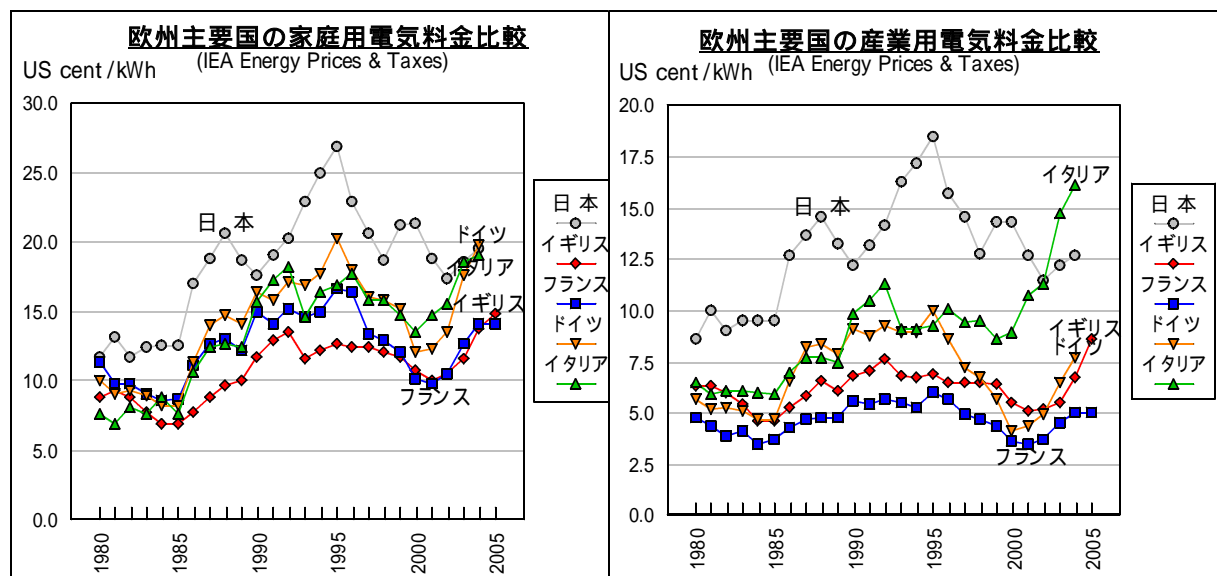 欧州主要国の家庭用電気料金比較
(IEA Energy Prices & Taxes)
US cent /kWh
30.0
25.0
20.0
15.0
10.0
5.0
0.0
1980
1985
1990
1995
2000
2005
日 本
ドイツ
イタリア
イギリス
フランス
日 本
イギリス
フランス
ドイツ
イタリア
欧州主要国の産業用電気料金比較
(IEA Energy Prices & Taxes)
US cent /kWh
20.0
17.5
15.0
12.5
10.0
7.5
5.0
2.5
0.0
1980
1985
1990
1995
2000
2005
日 本
イタリア
イギリス
ドイツ
フランス
日 本
イギリス
フランス
ドイツ
イタリア